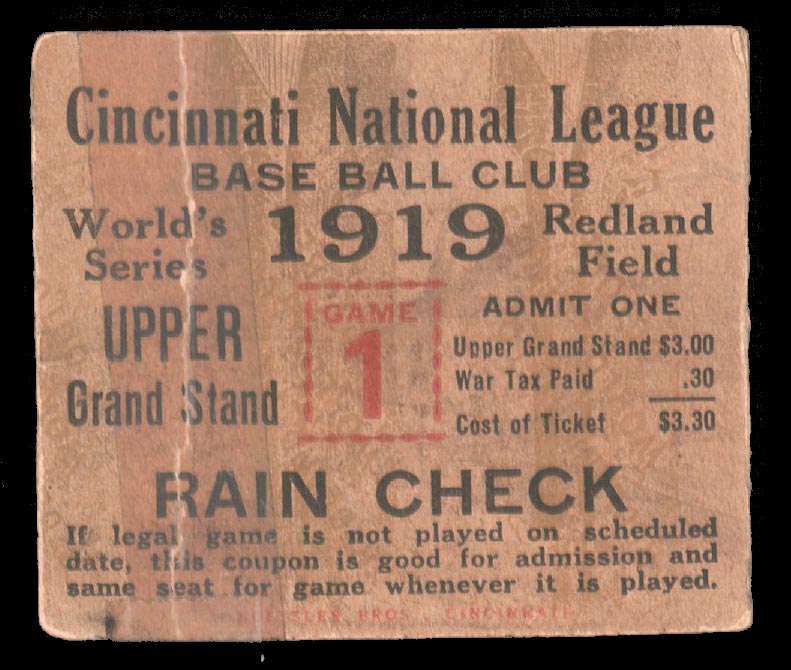 Cincinnati National League
BASE BALL CLUB
World's
Series
1919
Redland
Field
UPPER
Grand Stand
GAME
1
ADMIT ONE
Upper Grand Stand $3.00
War Tax Paid .30
Cost of Ticket $3.30
RAIN CHECK
If legal game is not played on scheduled
date, this coupon is good for admission and
same seat for game whenever it is played.
BROS., CINCINNATI